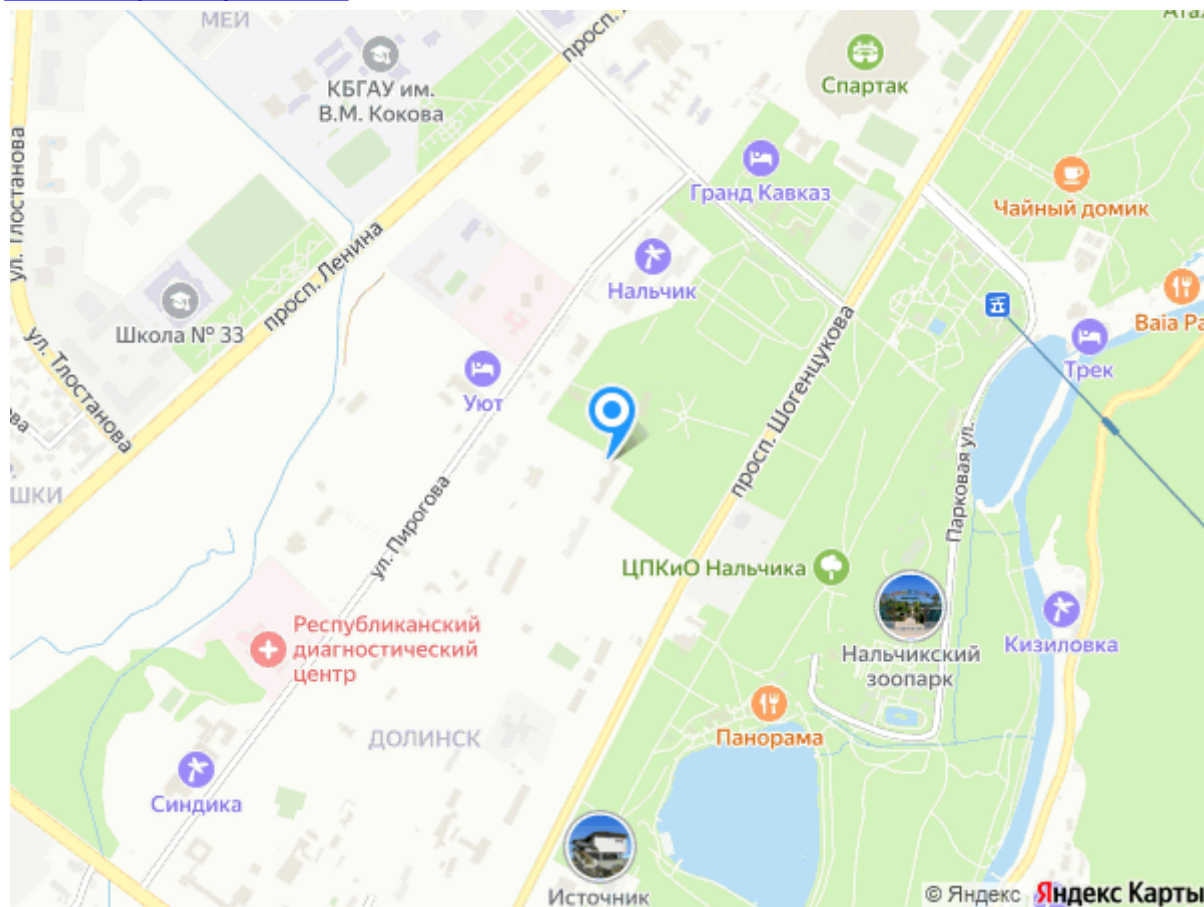 МЕЙ
КБГАУ им.
В.М. Кокова
просп.
Спартак
Гранд Кавказ
Чайный домик
ул. Тлостанова
просп. Ленина
Нальчик
Школа № 33
ул. Тлостанова
Уют
Трек
Baia Pa
просп. Шогенцукова
Парковая ул.
ШКИ
ул. Пирогова
ЦПКиО Нальчика
Республиканский
диагностический
центр
Нальчикский
зоопарк
Кизиловка
ДОЛИНСК
Панорама
Синдика
Источник
© Яндекс Яндекс Карты